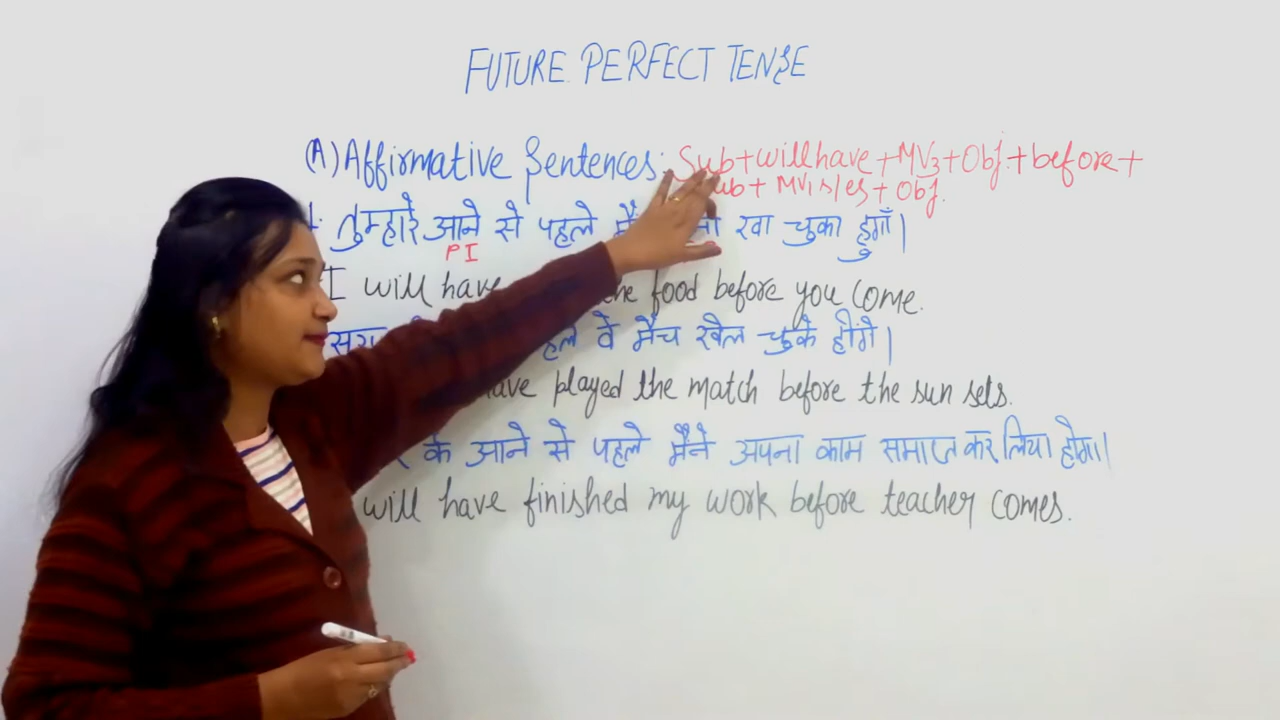 FUTURE PERFECT TENSE
(A) Affirmative Sentences: Sub+will have + MV3 + Obj. + before +
Sub + MV1 s/es + Obj.
तुम्हारे आने से पहले मैं खा चुका हुगाँ।
PI
I will have the food before you come.
वे मैच खेल चुके होंगे।
have played the match before the sun sets.
के आने से पहले मैंने अपना काम समाप्त कर लिया होगा।
will have finished my work before teacher comes.